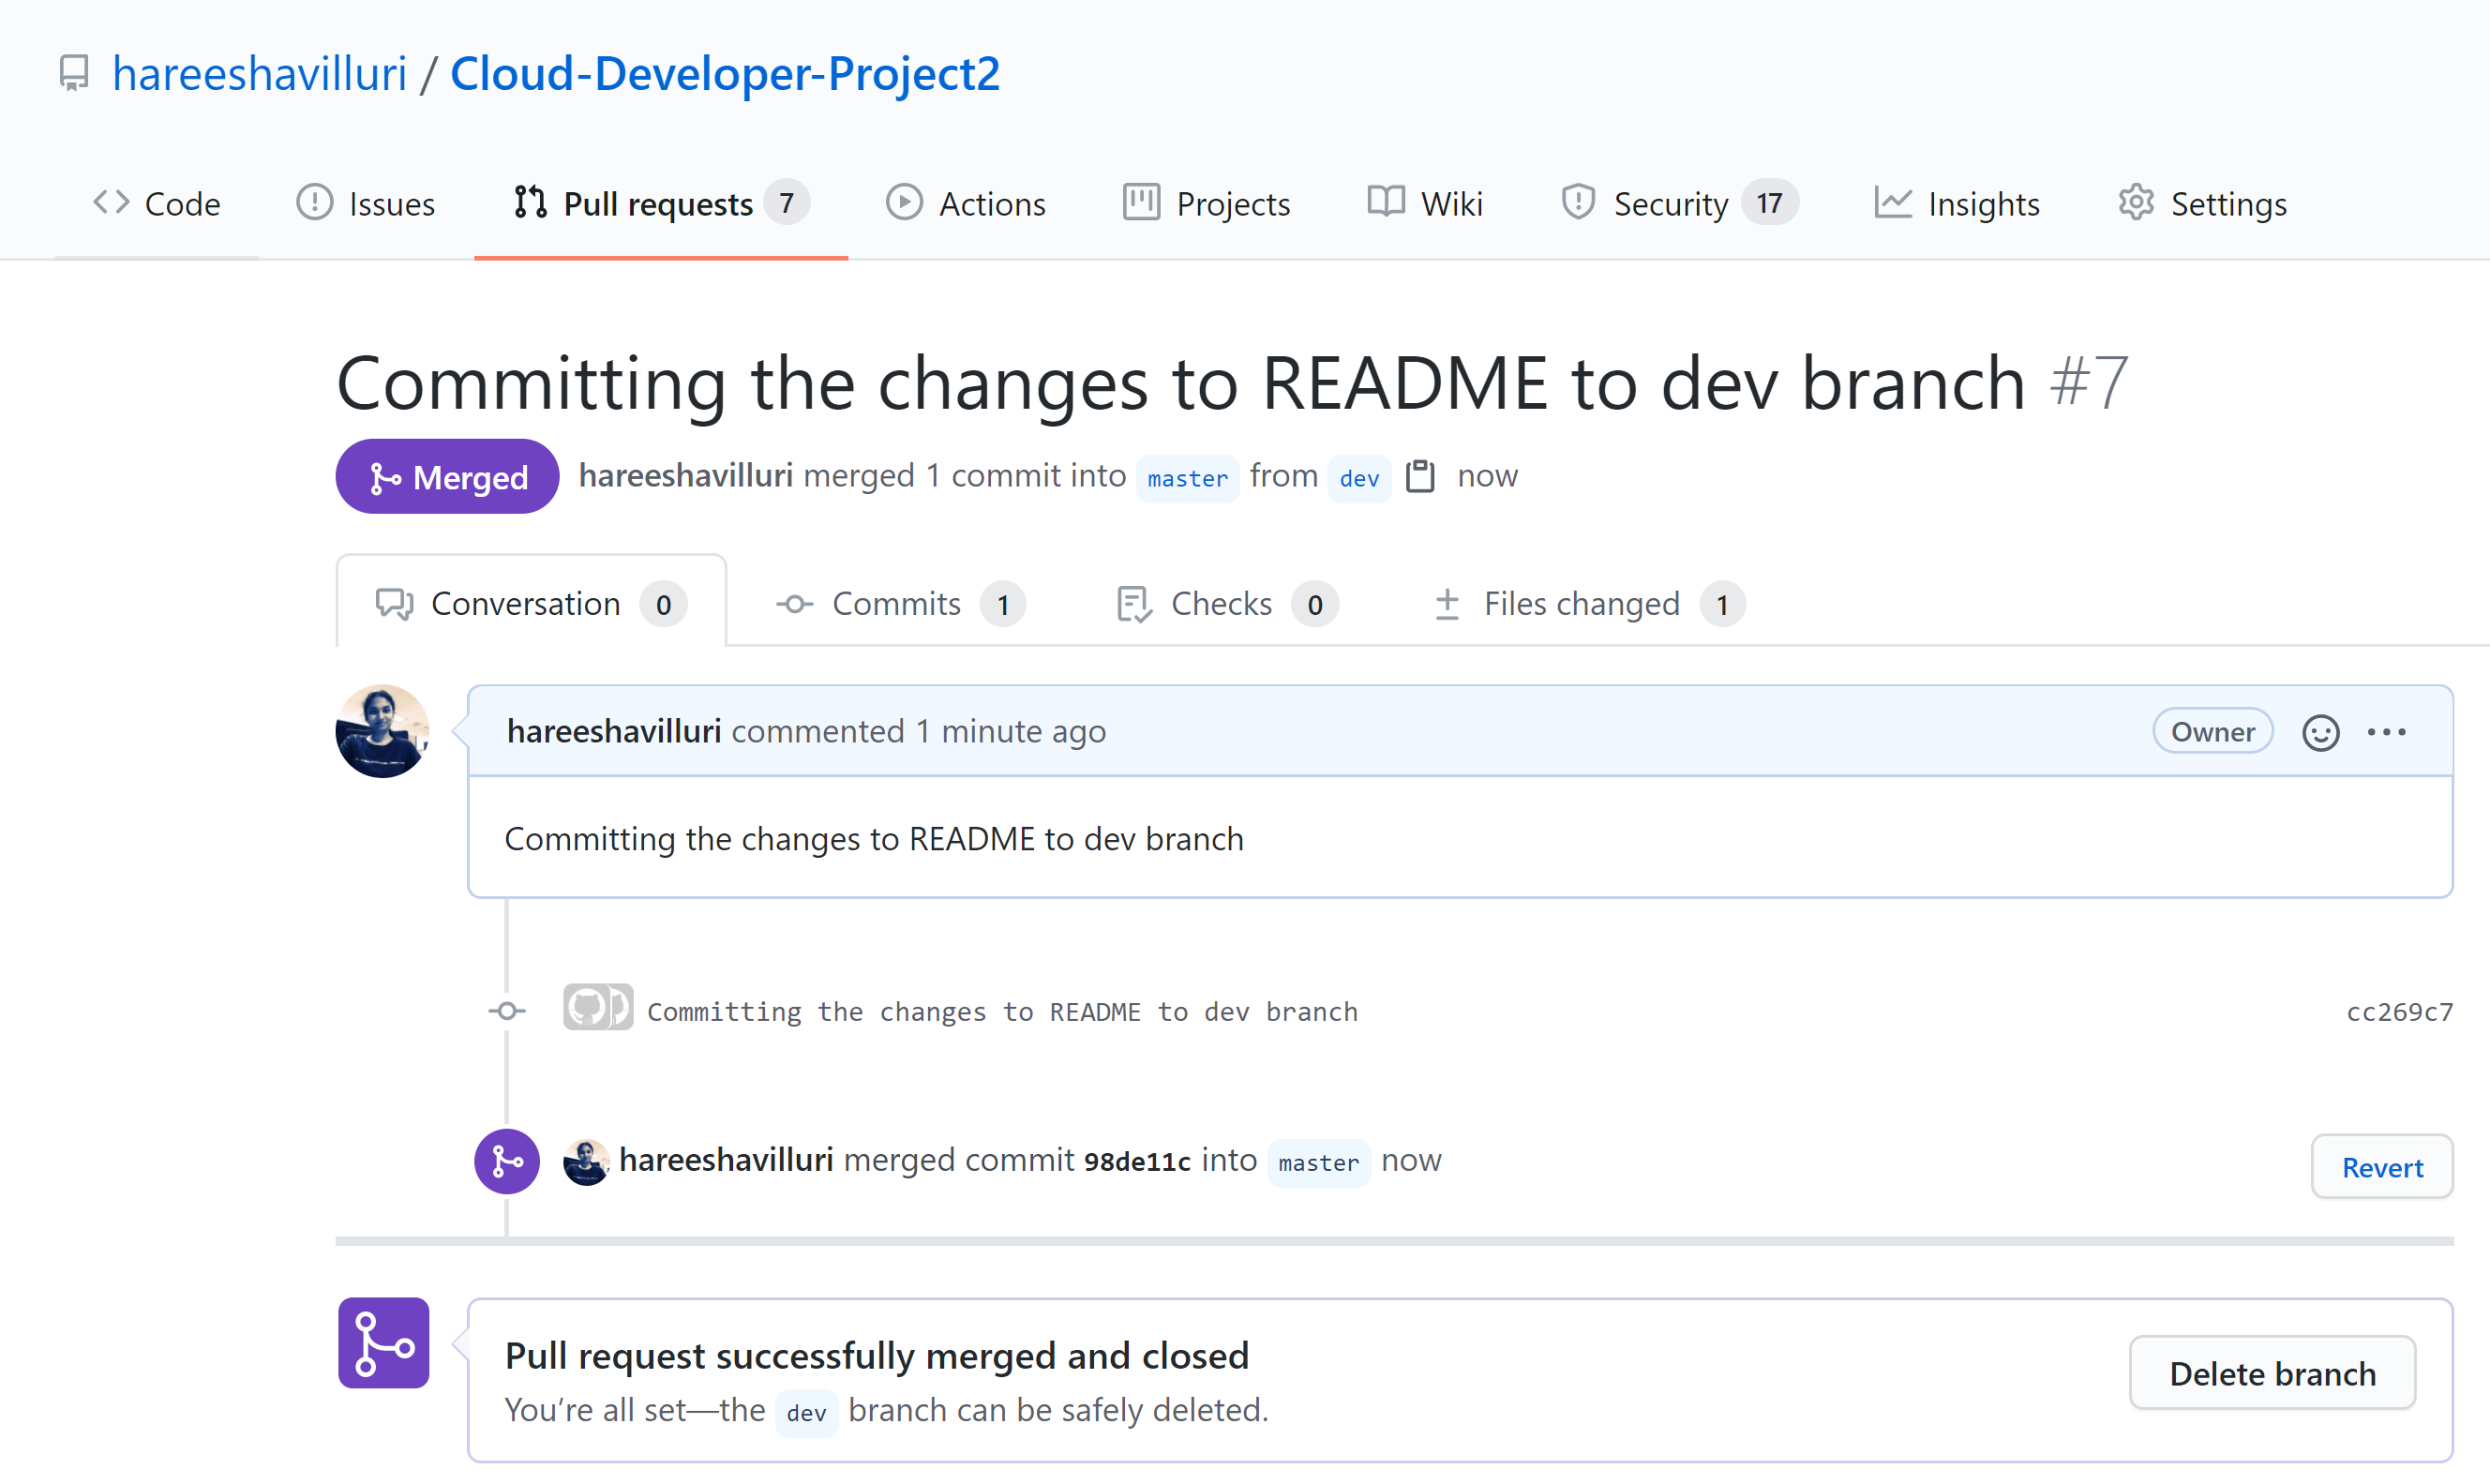 hareeshavilluri / Cloud-Developer-Project2
Code Issues Pull requests 7 Actions Projects Wiki Security 17 Insights Settings
Committing the changes to README to dev branch #7
Merged hareeshavilluri merged 1 commit into master from dev now
Conversation 0 Commits 1 Checks 0 Files changed 1
hareeshavilluri commented 1 minute ago Owner
Committing the changes to README to dev branch
Committing the changes to README to dev branch cc269c7
hareeshavilluri merged commit 98de11c into master now Revert
Pull request successfully merged and closed
You’re all set—the dev branch can be safely deleted.
Delete branch